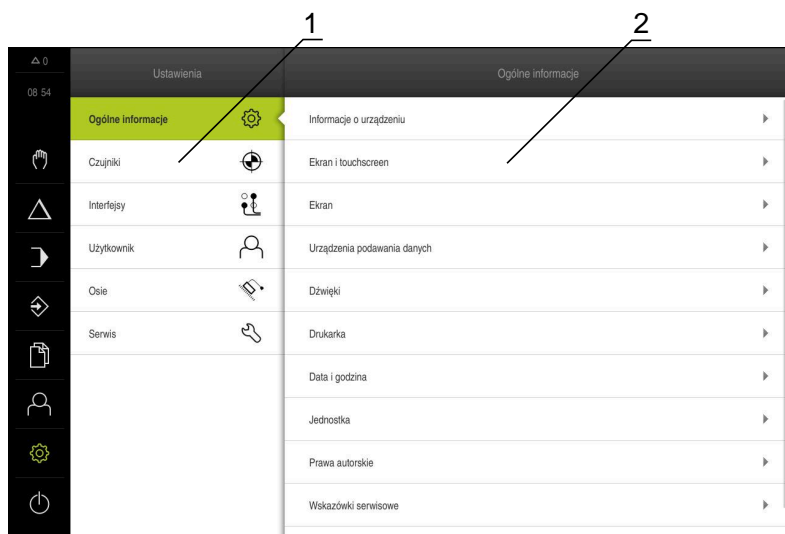 1
2
0
08 54
Ustawienia
Ogólne informacje
Ogólne informacje
Czujniki
Interfejsy
Użytkownik
Osie
Serwis
Informacje o urządzeniu
Ekran i touchscreen
Ekran
Urządzenia podawania danych
Dźwięki
Drukarka
Data i godzina
Jednostka
Prawa autorskie
Wskazówki serwisowe